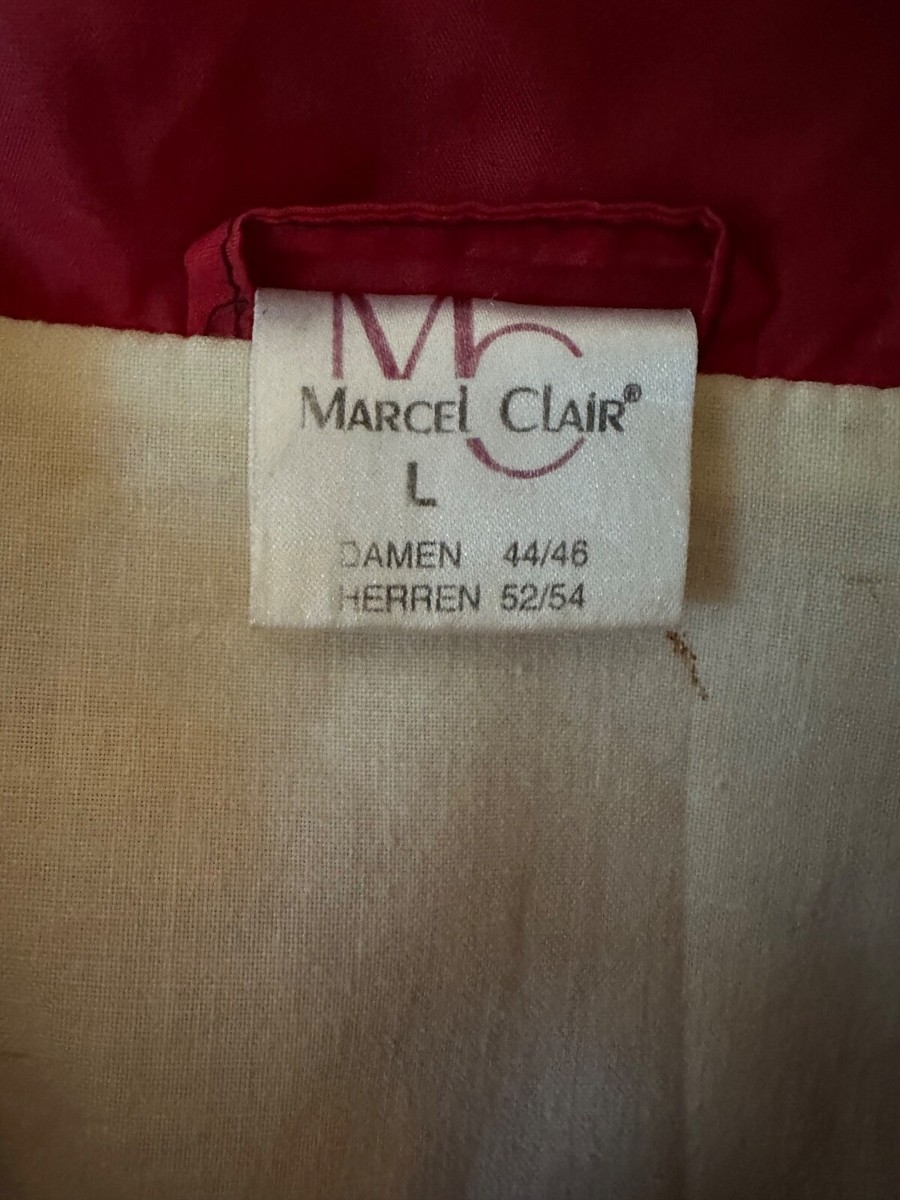 MC
MARCEL CLAIR®
L
DAMEN 44/46
HERREN 52/54